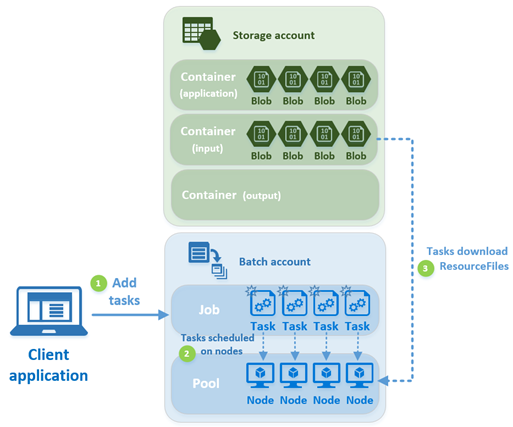 Storage account
Container
(application)
Blob Blob Blob Blob
Container
(input)
Blob Blob Blob Blob
Container (output)
Batch account
Tasks download
3 ResourceFiles
1 Add
tasks
Job
Task Task Task Task
Tasks scheduled
2 on nodes
Client
application
Pool
Node Node Node Node